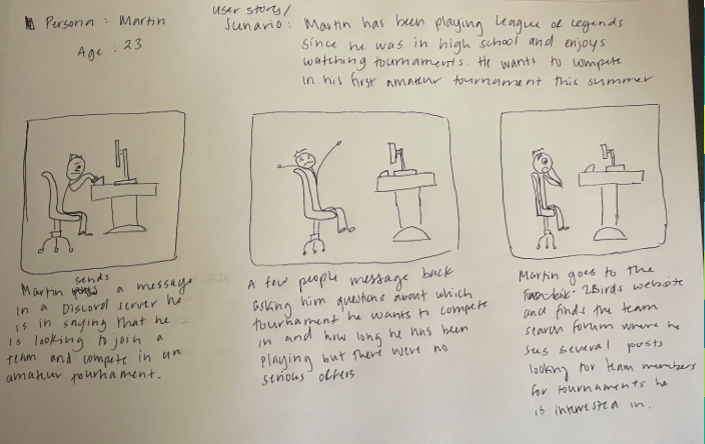 Persona : Martin
Age : 23
user story/
Scenario : Martin has been playing league of legends
since he was in high school and enjoys
watching tournaments. He wants to compete
in his first amateur tournament this summer
Martin sends a message
in a Discord server he
is in saying that he
is looking to join a
team and compete in an
amateur tournament.
A few people message back
asking him questions about which
tournament he wants to compete
in and how long he has been
playing but there were no
serious offers
Martin goes to the
2Birds website
and finds the team
search forum where he
sees several posts
looking for team members
for tournaments he
is interested in.